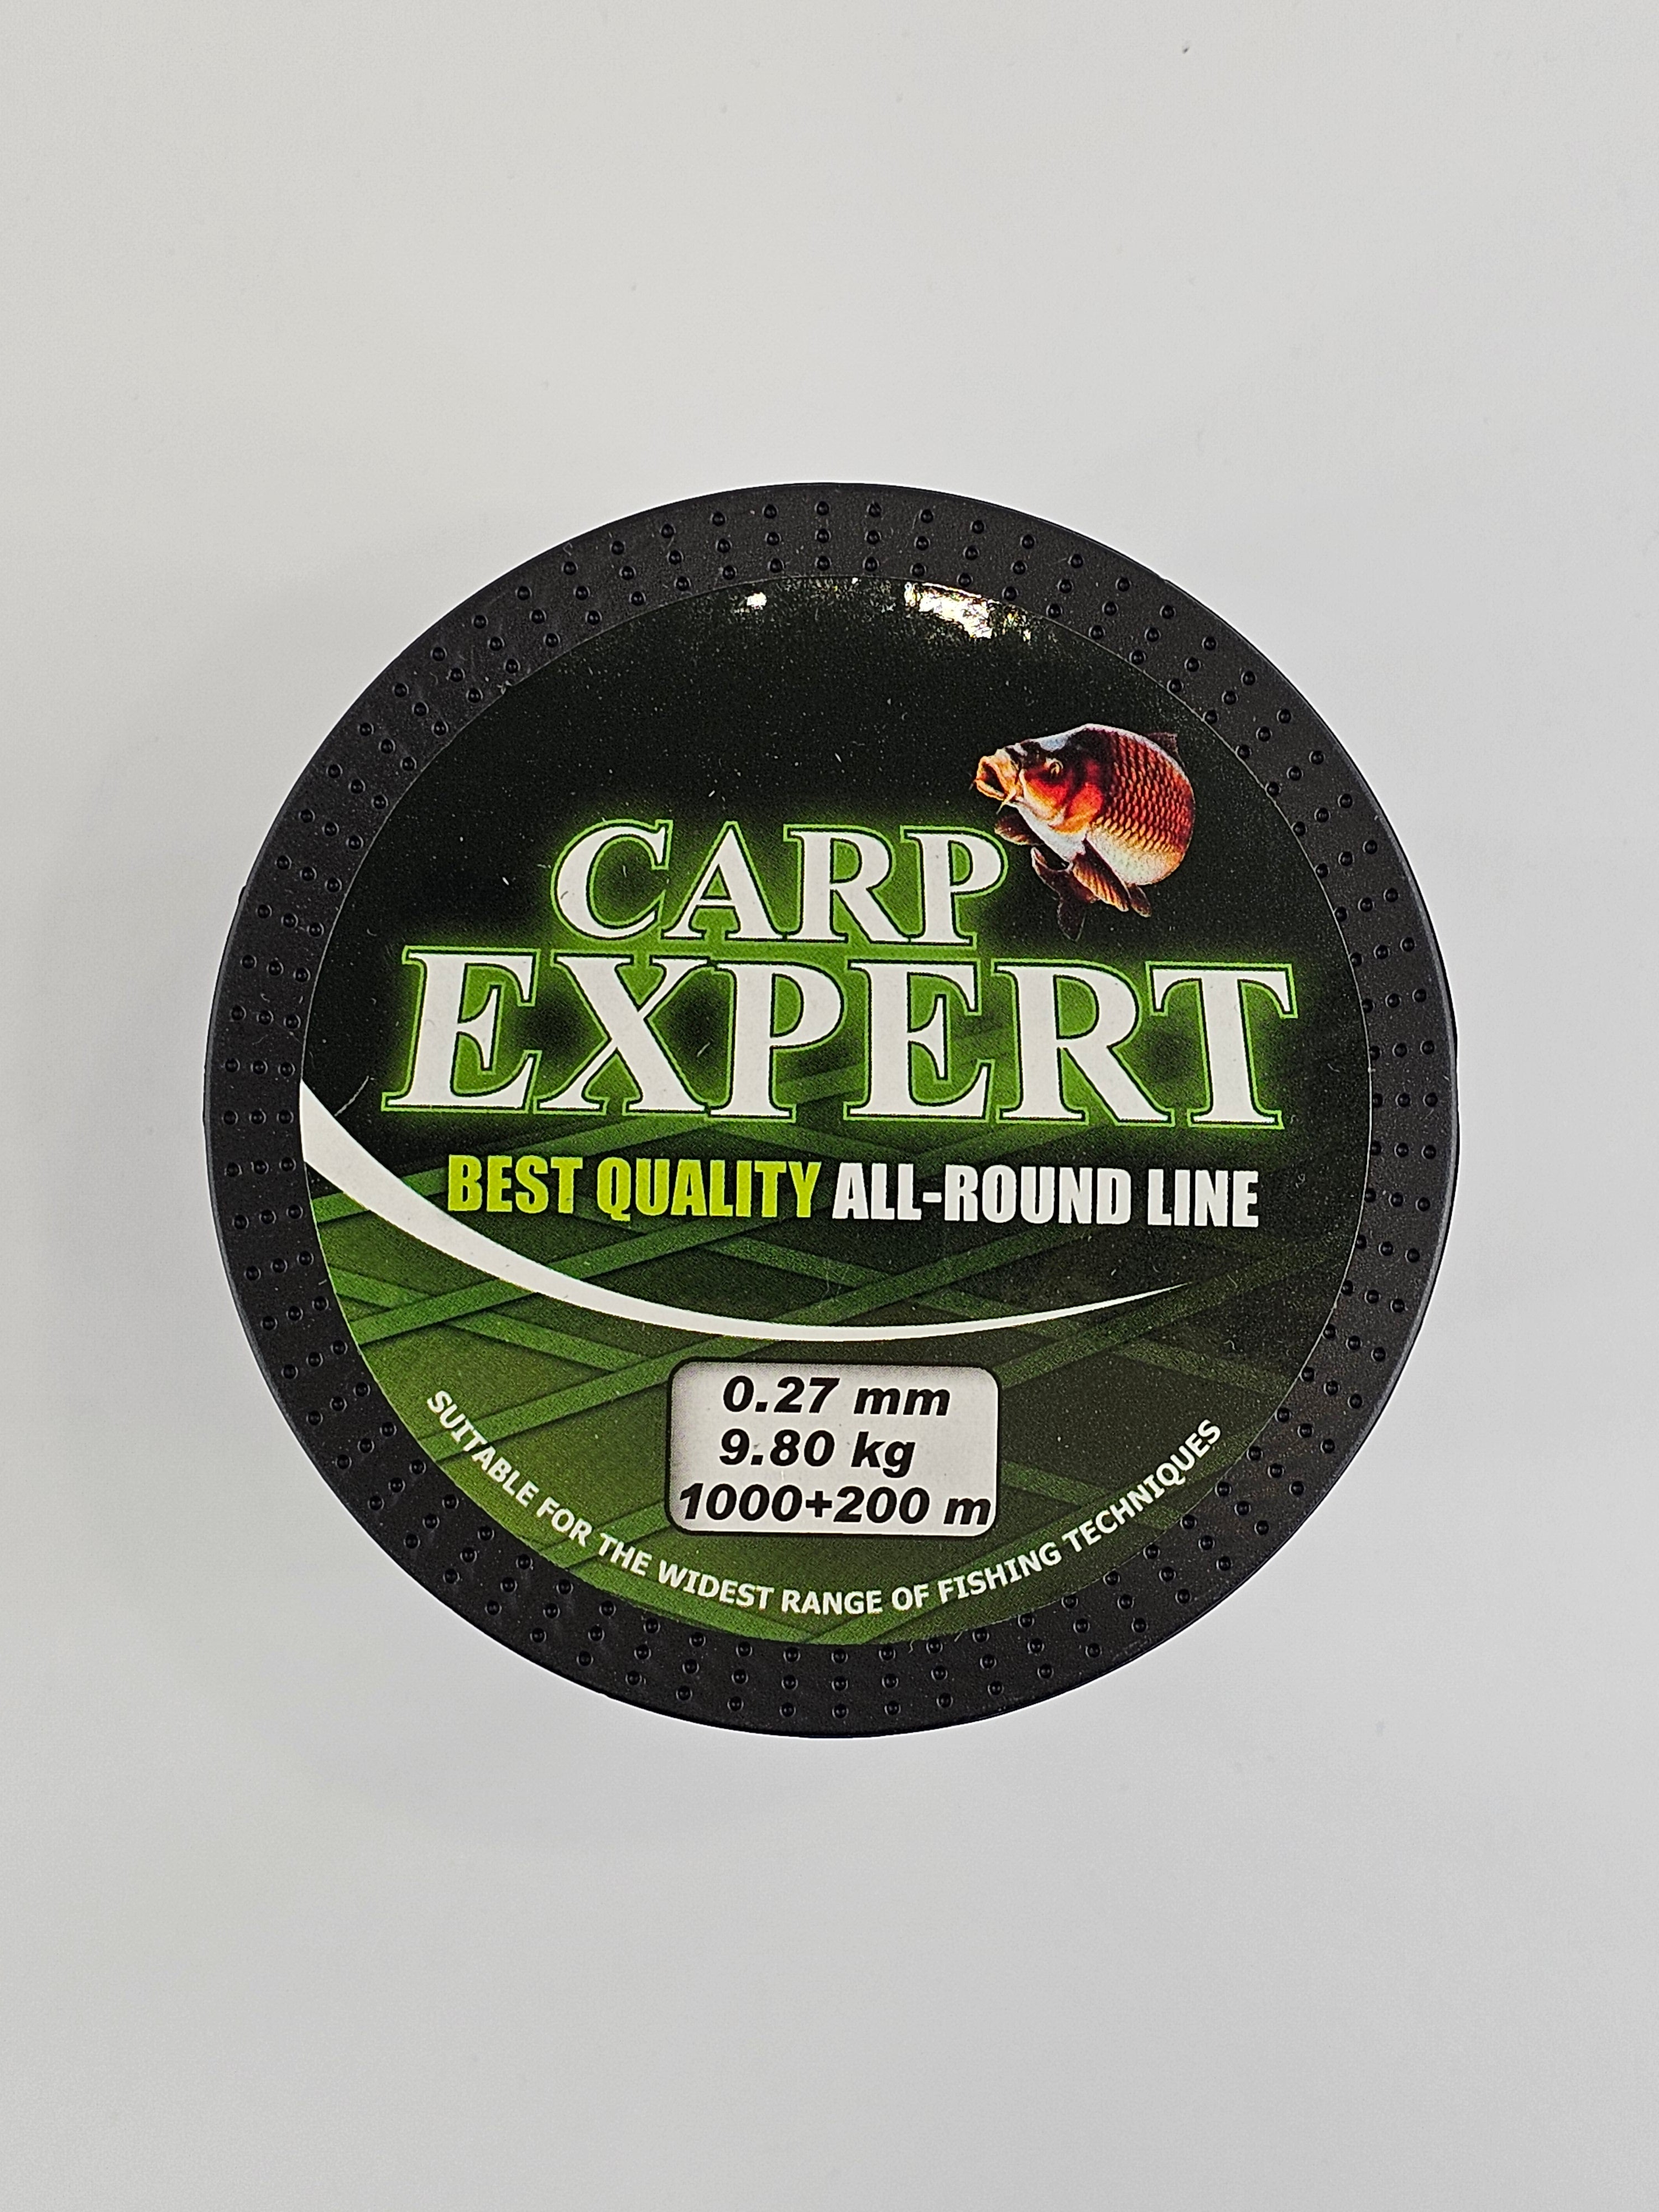 CARP
EXPERT
BEST QUALITY ALL-ROUND LINE
0.27 mm
9.80 kg
1000+200 m
SUITABLE FOR THE WIDEST RANGE OF FISHING TECHNIQUES